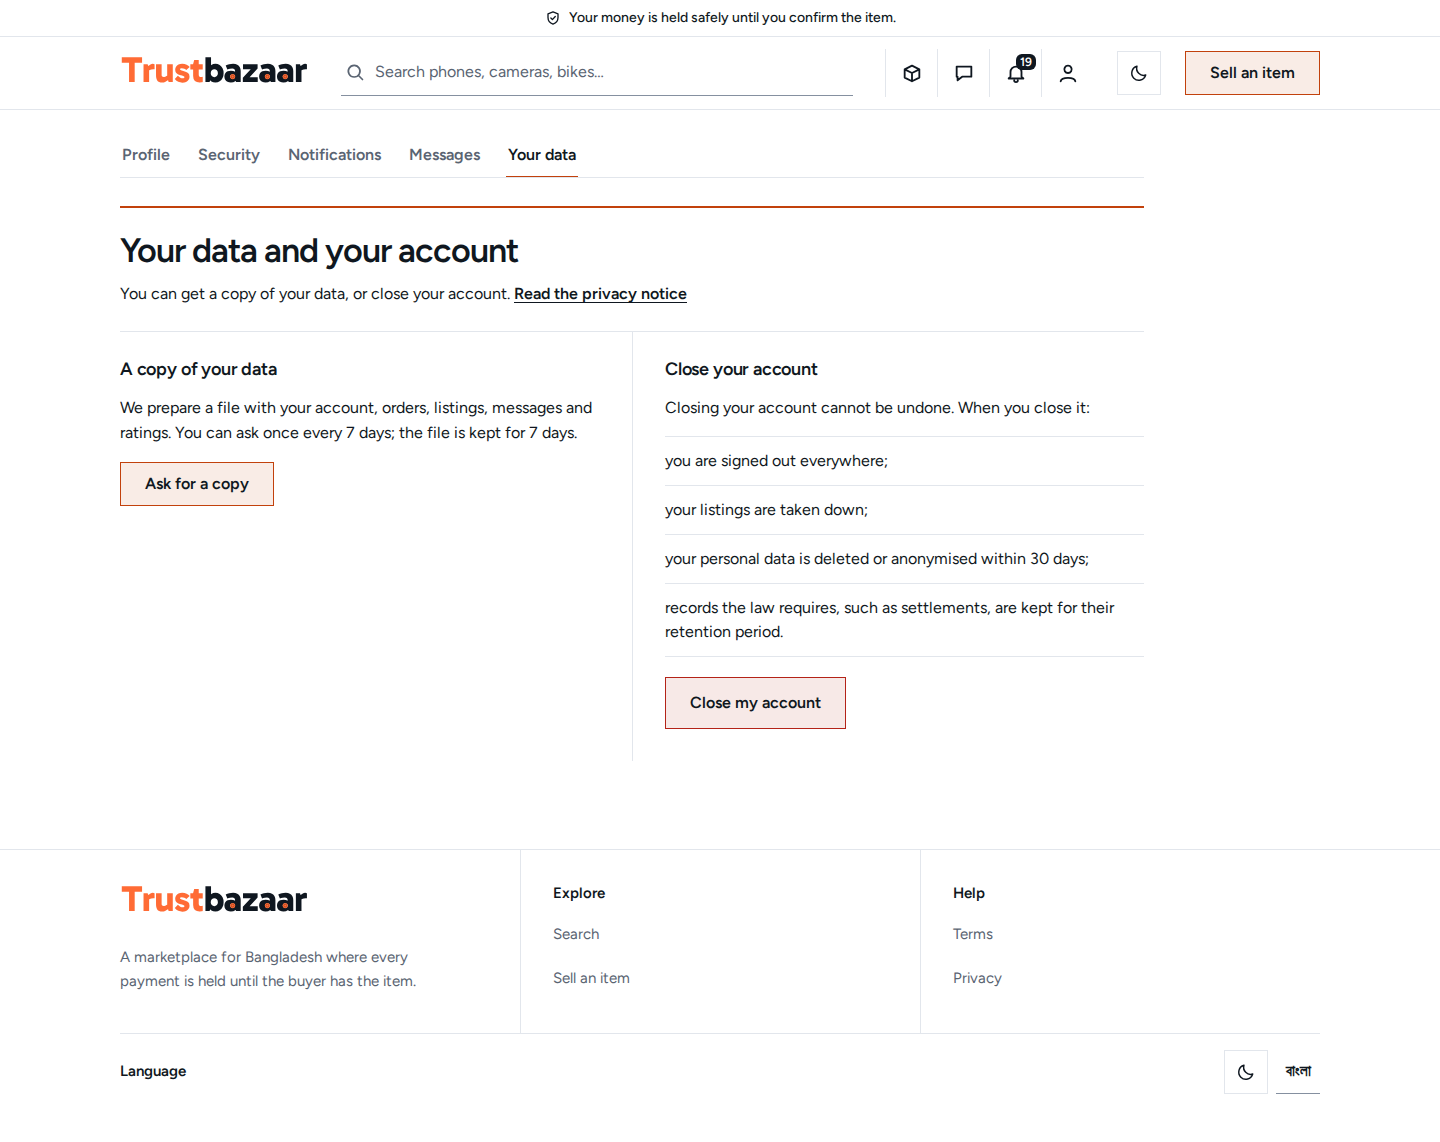 Your money is held safely until you confirm the item.
Trustbazaar
Search phones, cameras, bikes...
19
Sell an item
Profile
Security
Notifications
Messages
Your data
Your data and your account
You can get a copy of your data, or close your account. Read the privacy notice
A copy of your data
We prepare a file with your account, orders, listings, messages and
ratings. You can ask once every 7 days; the file is kept for 7 days.
Ask for a copy
Close your account
Closing your account cannot be undone. When you close it:
you are signed out everywhere;
your listings are taken down;
your personal data is deleted or anonymised within 30 days;
records the law requires, such as settlements, are kept for their
retention period.
Close my account
Trustbazaar
A marketplace for Bangladesh where every
payment is held until the buyer has the item.
Explore
Search
Sell an item
Help
Terms
Privacy
Language
বাংলা